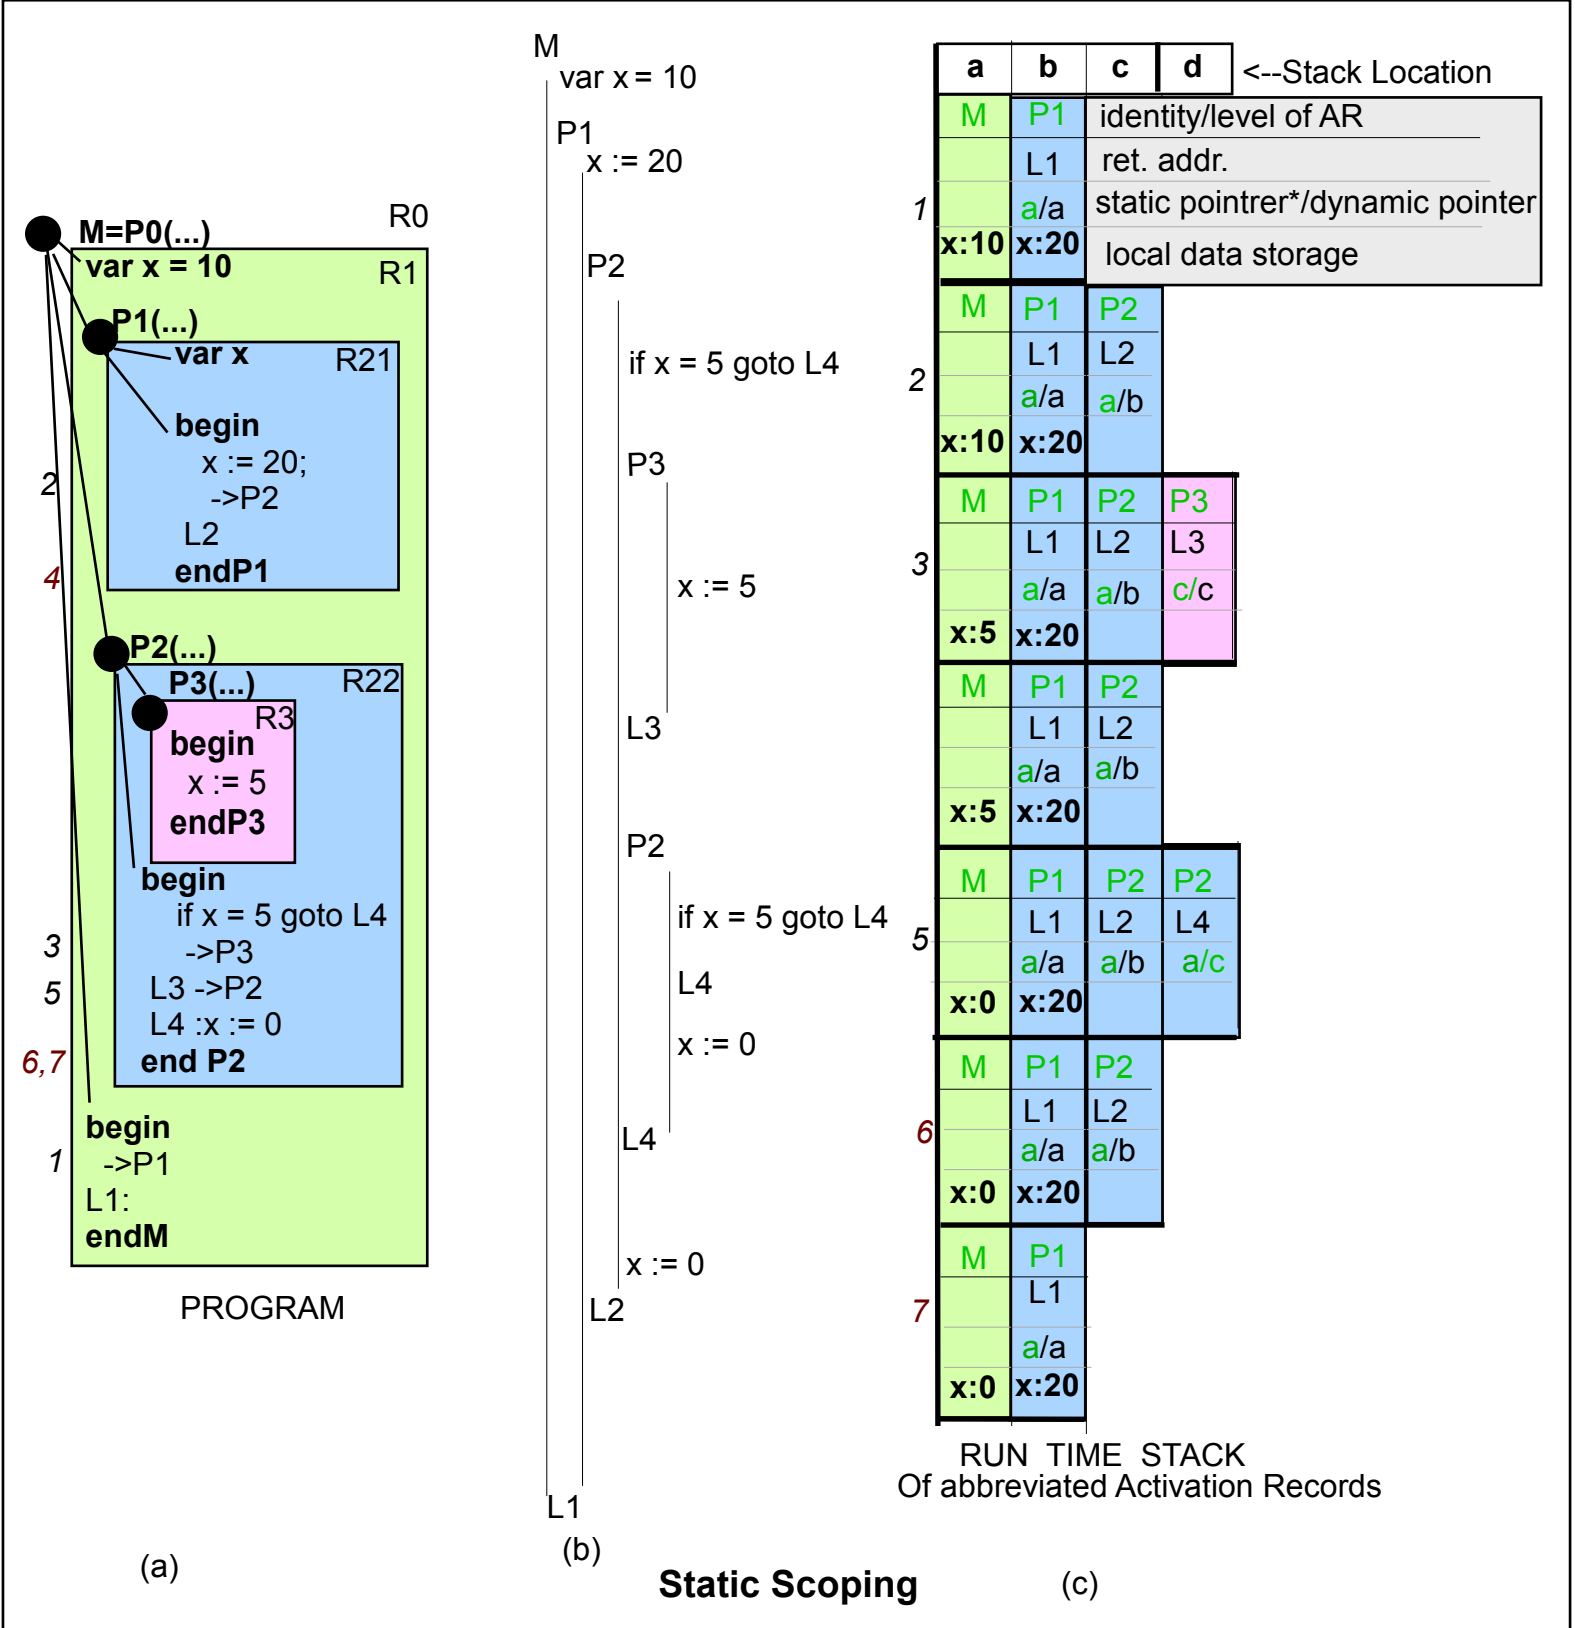 R0
M=P0(...)
var x = 10
R1
P1(...)
var x
R21
begin
x := 20;
2
->P2
L2
4
endP1
P2(...)
R22
P3(...)
R3
begin
x := 5
endP3
begin
if x = 5 goto L4
3
->P3
5
L3 ->P2
L4 :x := 0
6,7
end P2
begin
1
->P1
L1:
endM
PROGRAM
(a)
M
var x = 10
P1
x := 20
P2
if x = 5 goto L4
P3
x := 5
L3
P2
if x = 5 goto L4
L4
x := 0
L4
x := 0
L2
L1
(b)
a b c d <--Stack Location
M P1 identity/level of AR
L1 ret. addr.
1
a/a static pointrer*/dynamic pointer
x:10 x:20 local data storage
M P1 P2
L1 L2
2
a/a a/b
x:10 x:20
M P1 P2 P3
L1 L2 L3
3
a/a a/b c/c
x:5 x:20
M P1 P2
L1 L2
a/a a/b
x:5 x:20
M P1 P2 P2
L1 L2 L4
5
a/a a/b a/c
x:0 x:20
M P1 P2
L1 L2
6
a/a a/b
x:0 x:20
M P1
L1
7
a/a
x:0 x:20
RUN TIME STACK
Of abbreviated Activation Records
(c)
Static Scoping